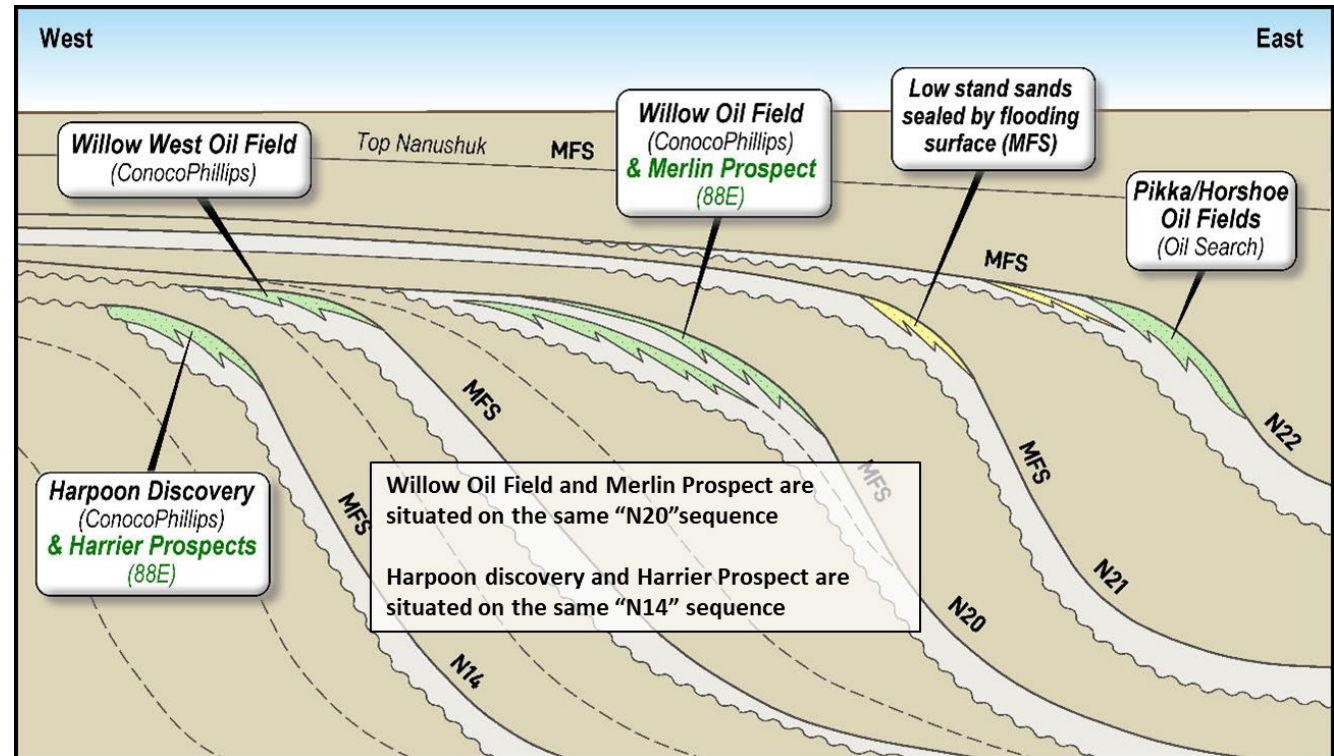 West
East
Willow West Oil Field
(ConocoPhillips)
Top Nanushuk
MFS
Willow Oil Field
(ConocoPhillips)
& Merlin Prospect
(88E)
Low stand sands
sealed by flooding
surface (MFS)
Pikka/Horshoe
Oil Fields
(Oil Search)
MFS
Harpoon Discovery
(ConocoPhillips)
& Harrier Prospects
(88E)
MFS
MFS
MFS
MFS
Willow Oil Field and Merlin Prospect are
situated on the same “N20”sequence
Harpoon discovery and Harrier Prospect are
situated on the same “N14” sequence
N14
N20
N21
N22